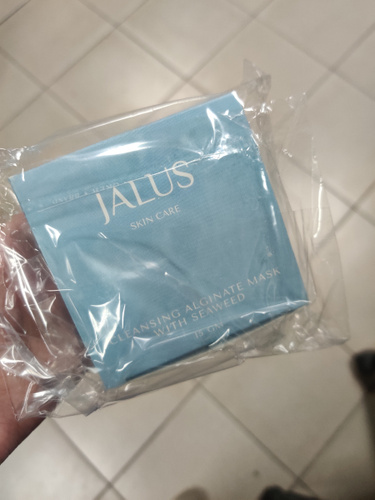 JALUS
SKIN CARE
CLEANSING ALGINATE MASK
WITH SEAWEED